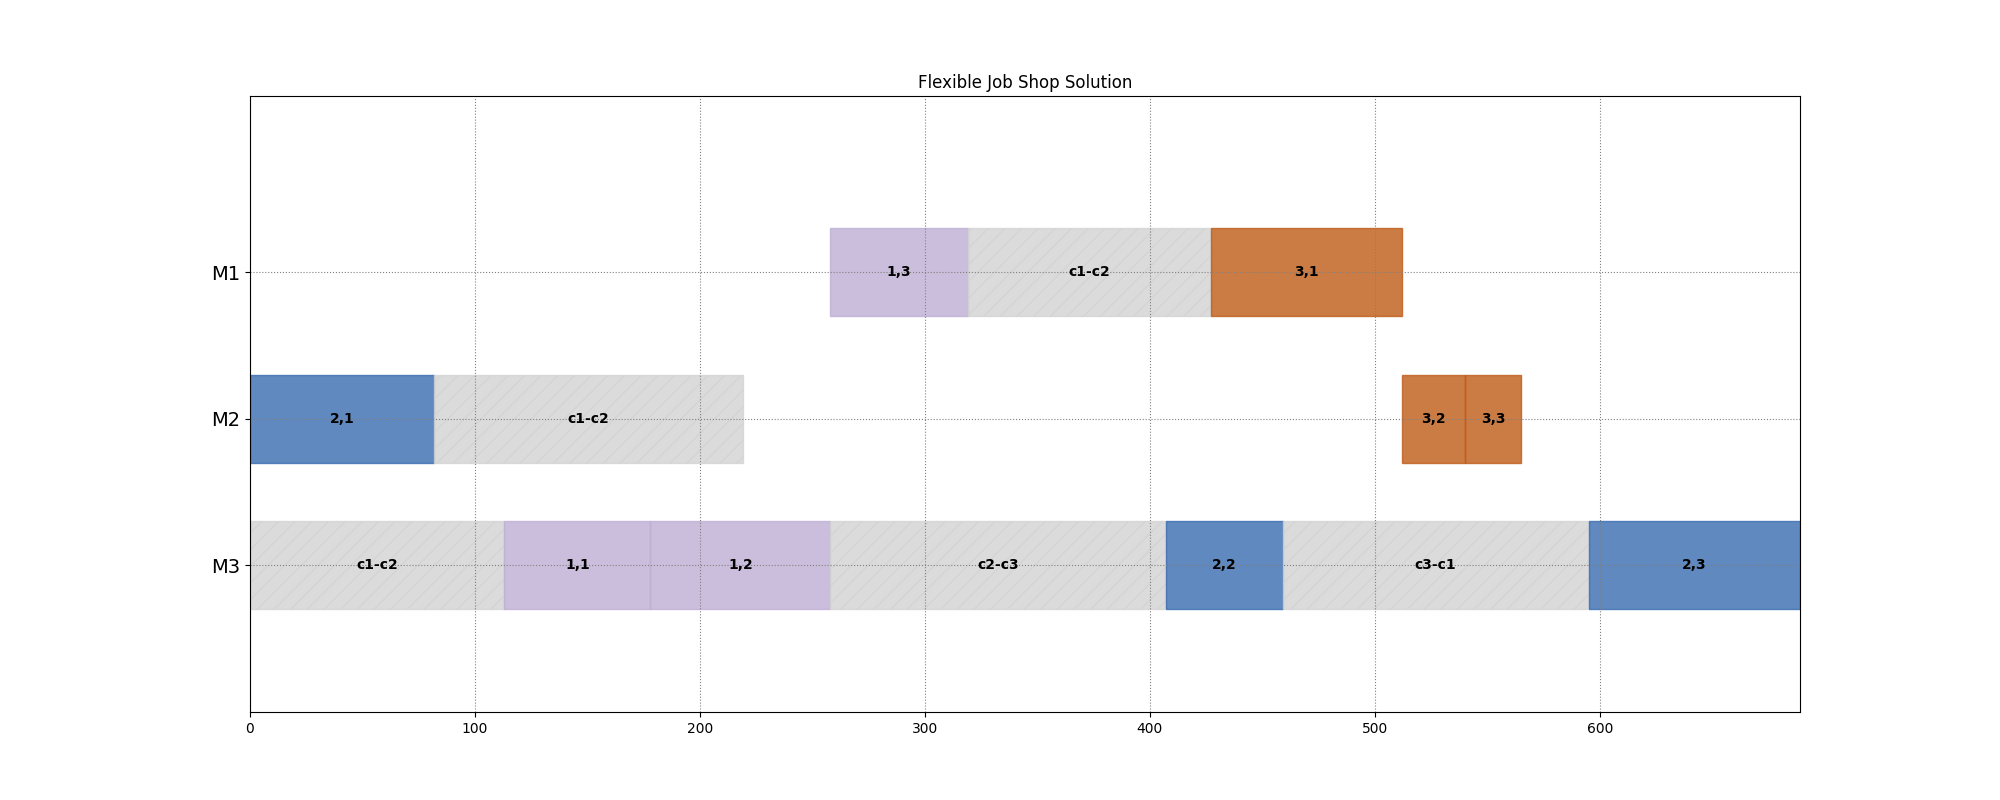 Flexible Job Shop Solution
M1
1,3
c1-c2
3,1
M2
2,1
c1-c2
3,2
3,3
M3
c1-c2
1,1
1,2
c2-c3
2,2
c3-c1
2,3
0
100
200
300
400
500
600